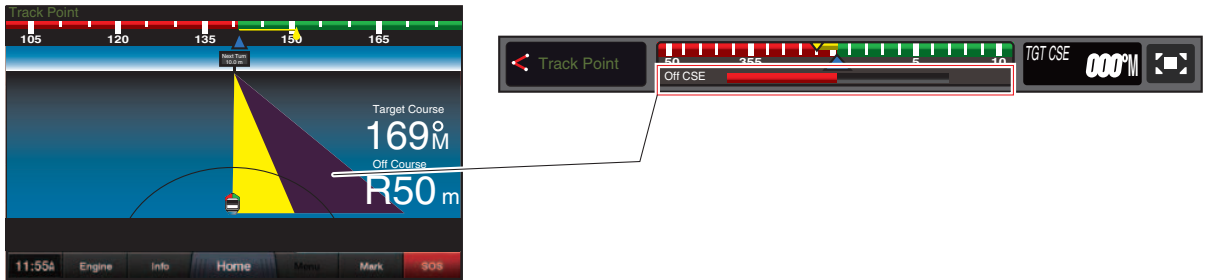 Track Point
105 120 135 150 165
Next Turn
10.0 m
Target Course
169°M
Off Course
R50 m
11:55A Engine Info Home Menu Mark SOS
Track Point
50 355 5 10
Off CSE
TGT CSE
000°M